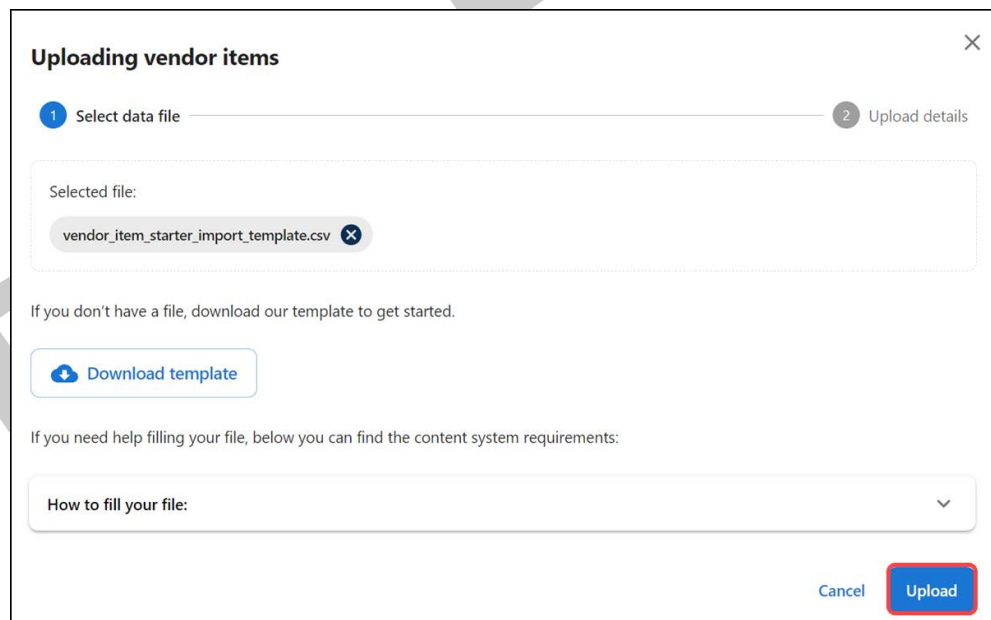 Uploading vendor items
1 Select data file
2 Upload details
Selected file:
vendor_item_starter_import_template.csv
If you don't have a file, download our template to get started.
Download template
If you need help filling your file, below you can find the content system requirements:
How to fill your file:
Cancel
Upload